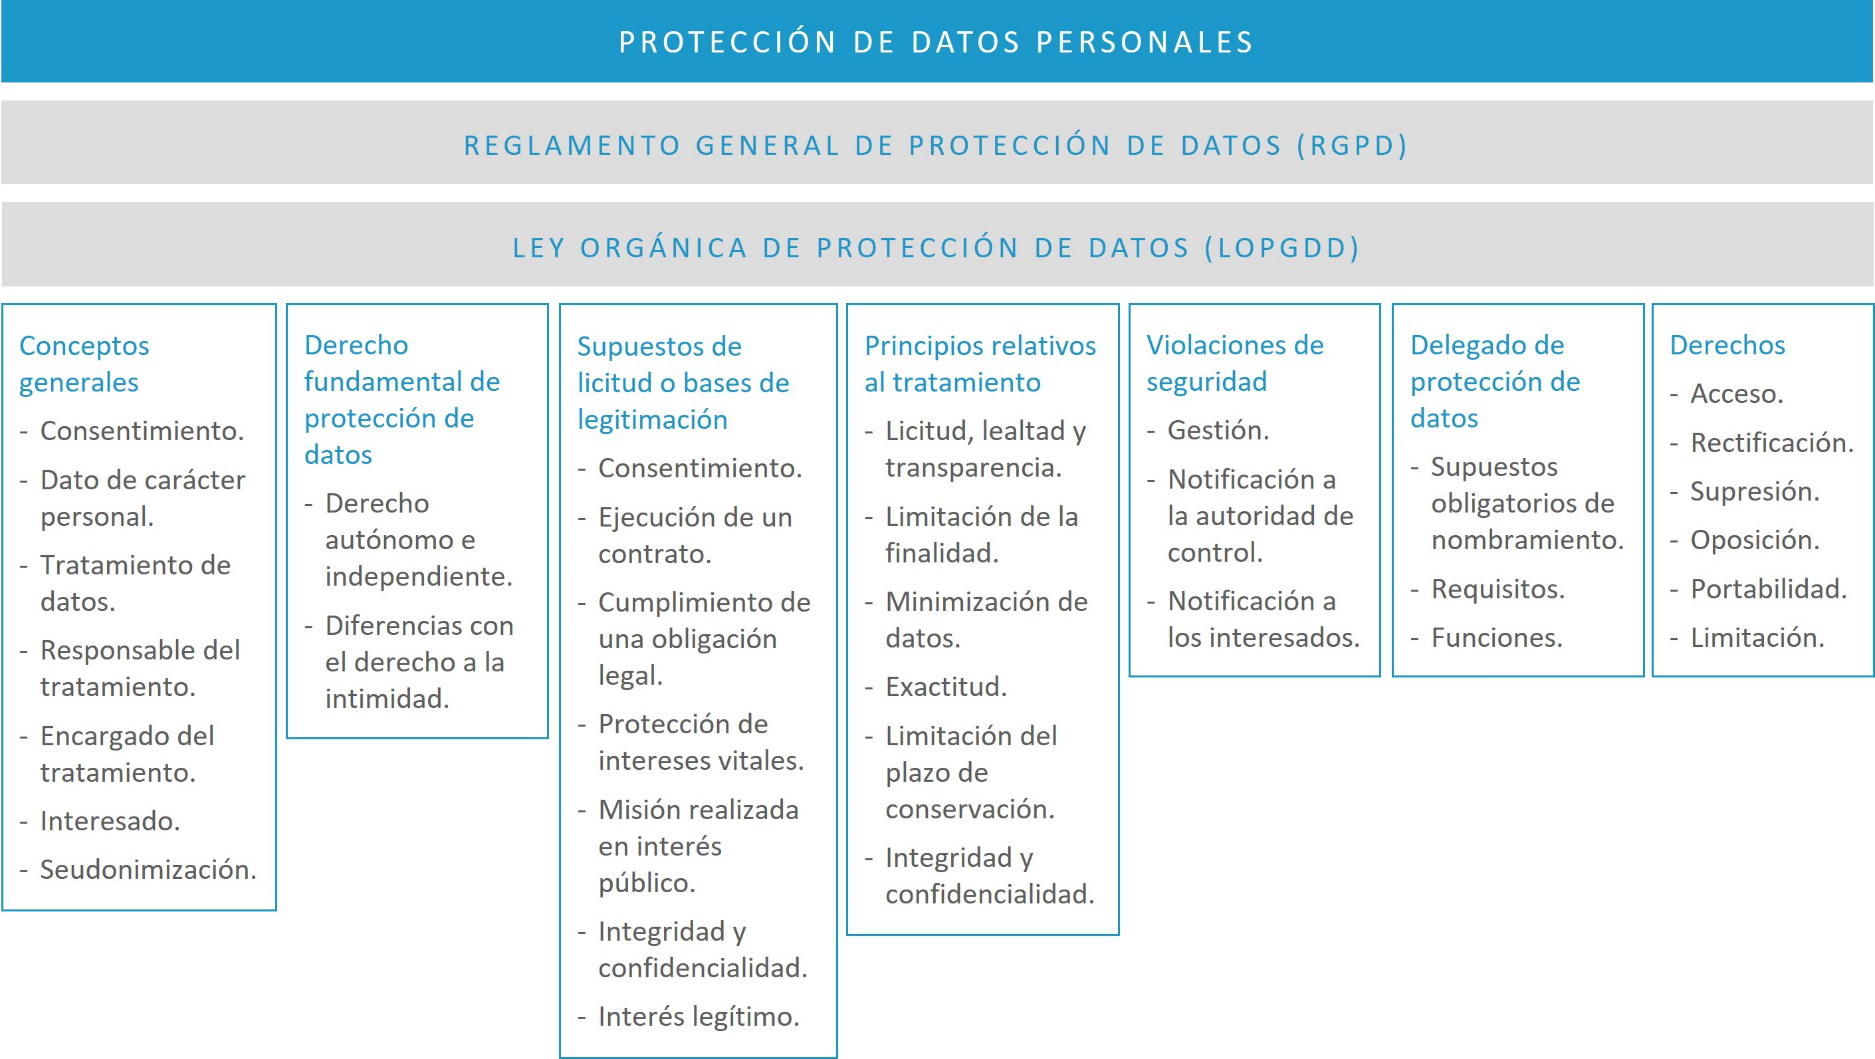 PROTECCIÓN DE DATOS PERSONALES
REGLAMENTO GENERAL DE PROTECCIÓN DE DATOS (RGPD)
LEY ORGÁNICA DE PROTECCIÓN DE DATOS (LOPGDD)
Conceptos
generales
- Consentimiento.
- Dato de carácter
personal.
- Tratamiento de
datos.
- Responsable del
tratamiento.
- Encargado del
tratamiento.
- Interesado.
- Seudonimización.
Derecho
fundamental de
protección de
datos
- Derecho
autónomo e
independiente.
- Diferencias con
el derecho a la
intimidad.
Supuestos de
licitud o bases de
legitimación
- Consentimiento.
- Ejecución de un
contrato.
- Cumplimiento de
una obligación
legal.
- Protección de
intereses vitales.
- Misión realizada
en interés
público.
- Integridad y
confidencialidad.
- Interés legítimo.
Principios relativos
al tratamiento
- Licitud, lealtad y
transparencia.
- Limitación de la
finalidad.
- Minimización de
datos.
- Exactitud.
- Limitación del
plazo de
conservación.
- Integridad y
confidencialidad.
Violaciones de
seguridad
- Gestión.
- Notificación a
la autoridad de
control.
- Notificación a
los interesados.
Delegado de
protección de
datos
- Supuestos
obligatorios de
nombramiento.
- Requisitos.
- Funciones.
Derechos
- Acceso.
- Rectificación.
- Supresión.
- Oposición.
- Portabilidad.
- Limitación.